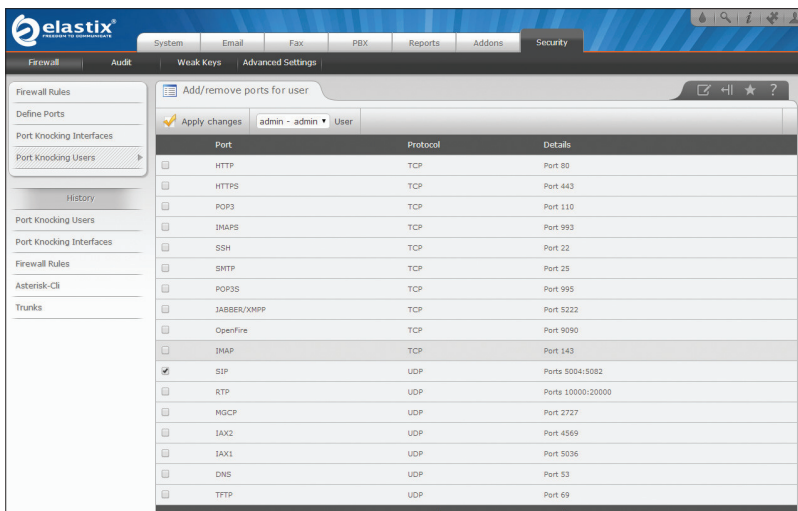 elastix®
FREEDOM TO COMMUNICATE
System Email Fax PBX Reports Addons Security
Firewall Audit Weak Keys Advanced Settings
Firewall Rules
Define Ports
Port Knocking Interfaces
Port Knocking Users
History
Port Knocking Users
Port Knocking Interfaces
Firewall Rules
Asterisk-Cli
Trunks
Add/remove ports for user
Apply changes admin - admin User
Port Protocol Details
HTTP TCP Port 80
HTTPS TCP Port 443
POP3 TCP Port 110
IMAPS TCP Port 993
SSH TCP Port 22
SMTP TCP Port 25
POP3S TCP Port 995
JABBER/XMPP TCP Port 5222
OpenFire TCP Port 9090
IMAP TCP Port 143
SIP UDP Ports 5004:5082
RTP UDP Ports 10000:20000
MGCP UDP Port 2727
IAX2 UDP Port 4569
IAX1 UDP Port 5036
DNS UDP Port 53
TFTP UDP Port 69